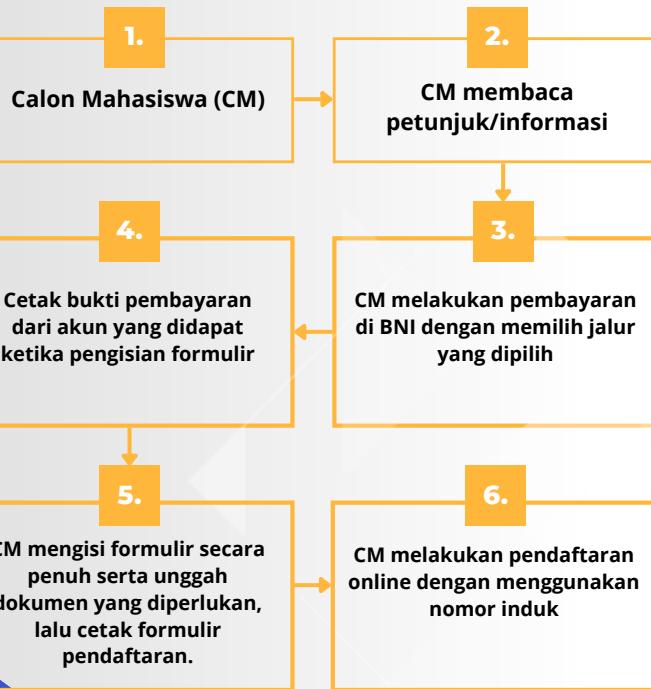 1.
Calon Mahasiswa (CM)
2.
CM membaca
petunjuk/informasi
3.
CM melakukan pembayaran
di BNI dengan memilih jalur
yang dipilih
4.
Cetak bukti pembayaran
dari akun yang didapat
ketika pengisian formulir
5.
CM mengisi formulir secara
penuh serta unggah
dokumen yang diperlukan,
lalu cetak formulir
pendaftaran.
6.
CM melakukan pendaftaran
online dengan menggunakan
nomor induk